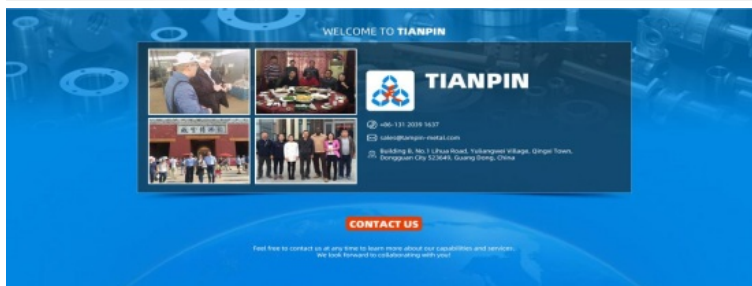 WELCOME TO TIANPIN
TIANPIN
+86-131 2039 1637
sales@tianpin-metal.com
Building B, No.1 Lihua Road, Yuliangwei Village, Qingxi Town,
Dongguan City 523649, Guang Dong, China
CONTACT US
Feel free to contact us at any time to learn more about our capabilities and services.
We look forward to collaborating with you!